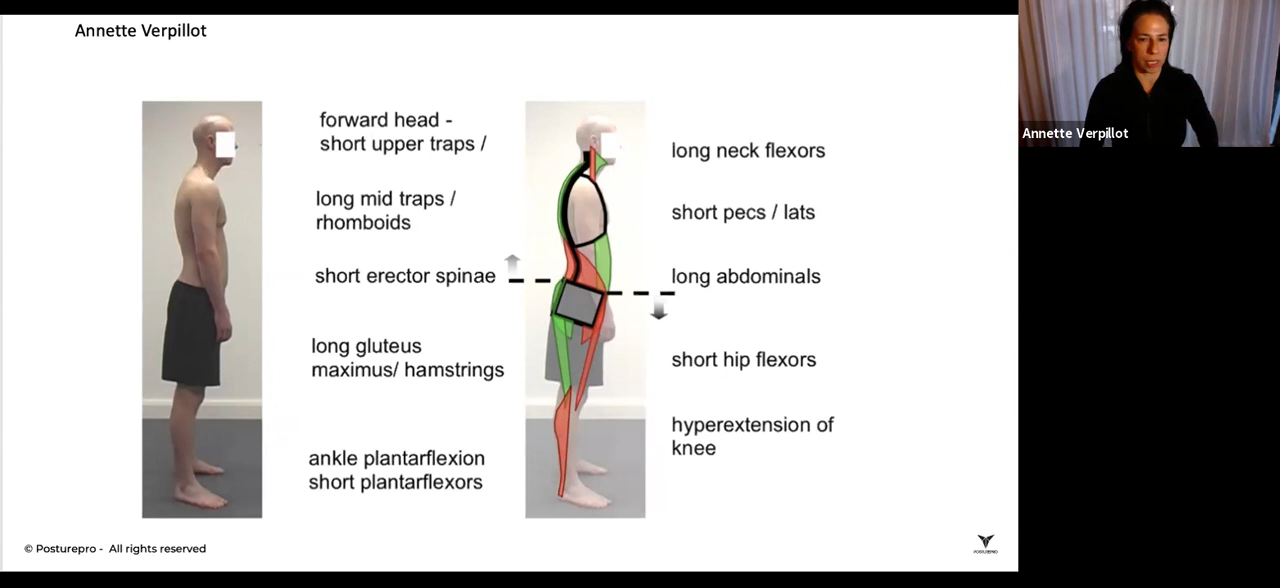 Annette Verpillot
forward head -
short upper traps /
long mid traps /
rhomboids
short erector spinae
long gluteus
maximus/ hamstrings
ankle plantarflexion
short plantarflexors
long neck flexors
short pecs / lats
long abdominals
short hip flexors
hyperextension of
knee
© Posturepro - All rights reserved
POSTUREPRO
Annette Verpillot